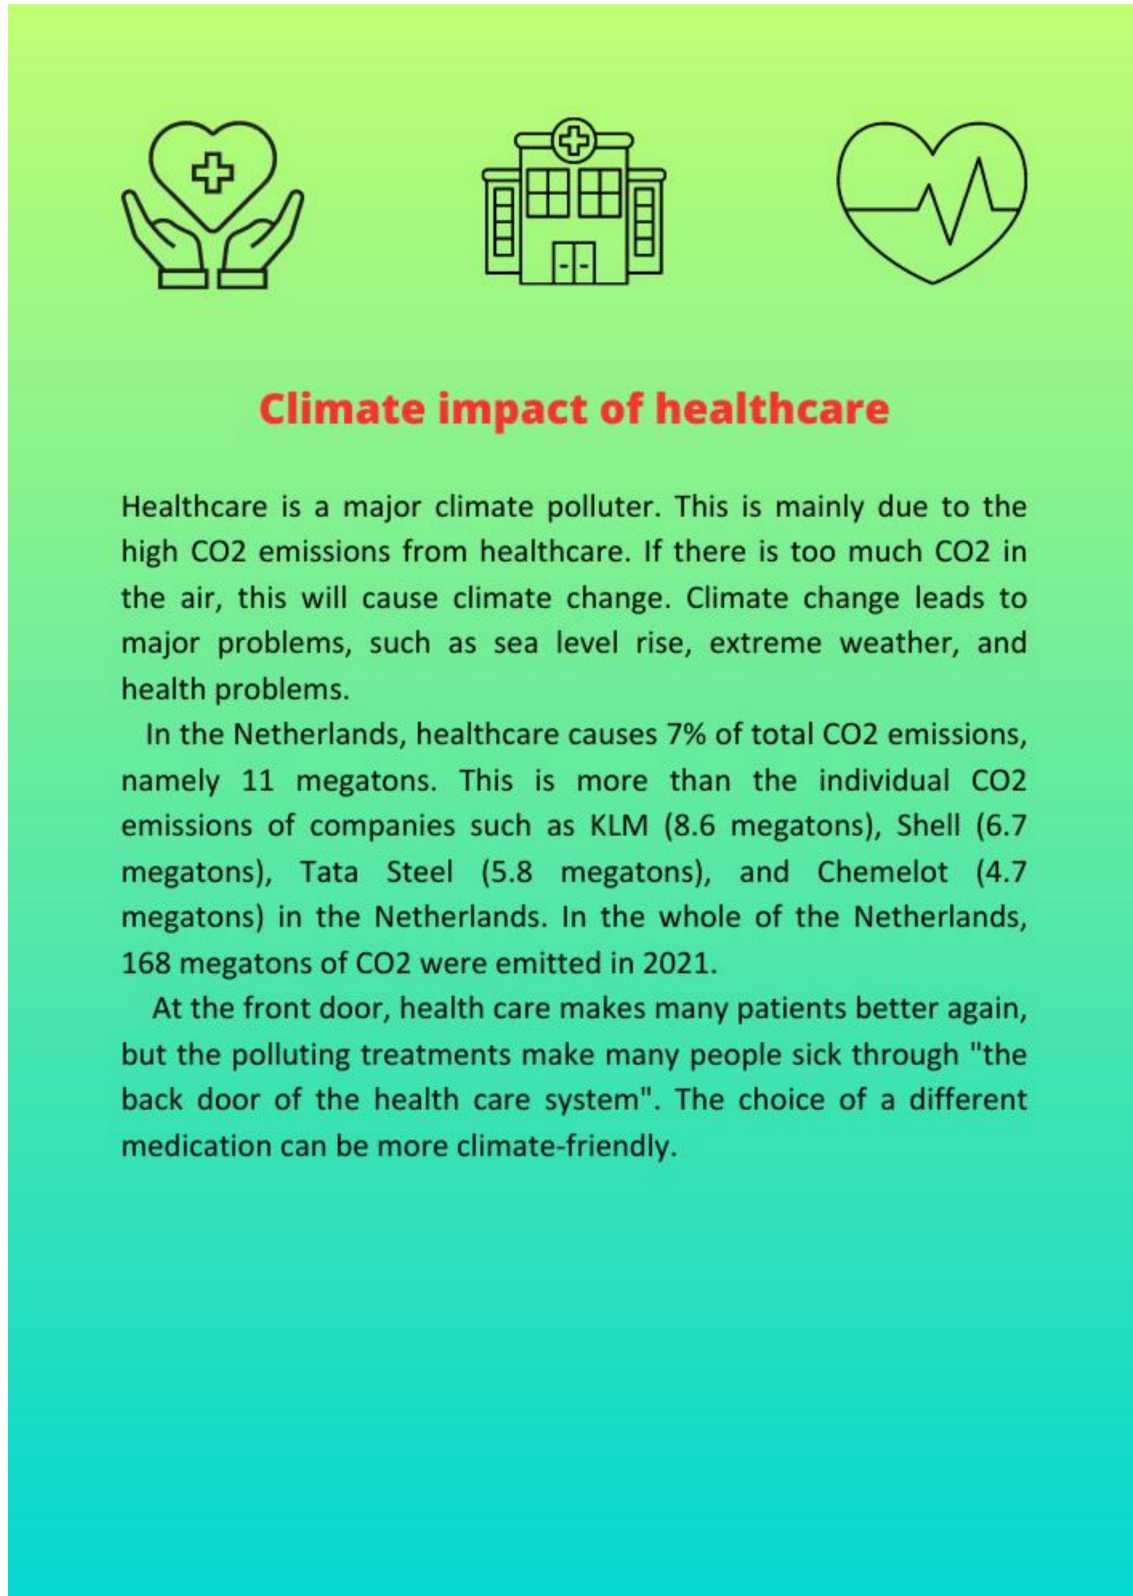 Climate impact of healthcare
Healthcare is a major climate polluter. This is mainly due to the
high CO2 emissions from healthcare. If there is too much CO2 in
the air, this will cause climate change. Climate change leads to
major problems, such as sea level rise, extreme weather, and
health problems.
In the Netherlands, healthcare causes 7% of total CO2 emissions,
namely 11 megatons. This is more than the individual CO2
emissions of companies such as KLM (8.6 megatons), Shell (6.7
megatons), Tata Steel (5.8 megatons), and Chemelot (4.7
megatons) in the Netherlands. In the whole of the Netherlands,
168 megatons of CO2 were emitted in 2021.
At the front door, health care makes many patients better again,
but the polluting treatments make many people sick through "the
back door of the health care system". The choice of a different
medication can be more climate-friendly.